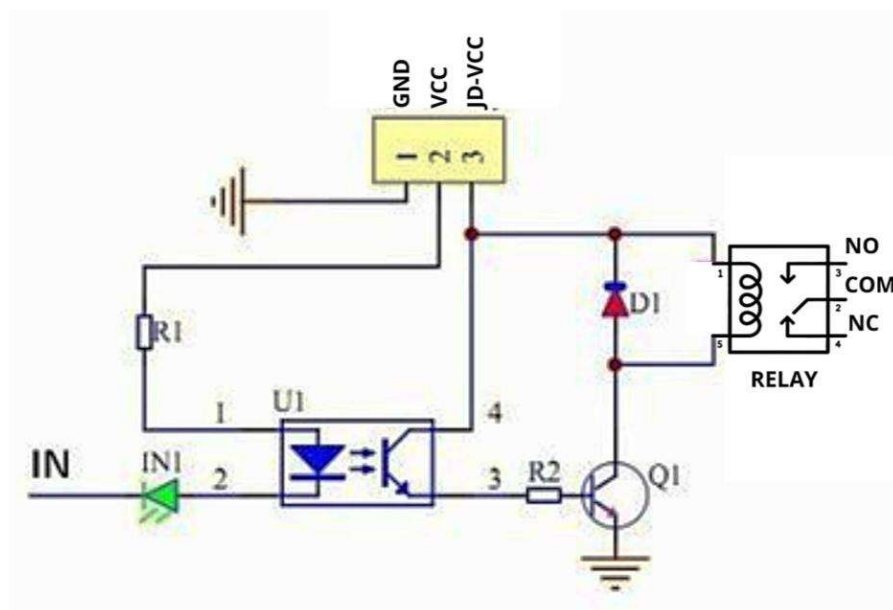 GND
VCC
JD-VCC
1
2
3
NO
1
3
COM
2
NC
5
4
D1
RELAY
R1
1
U1
4
IN
IN1
2
3
R2
Q1